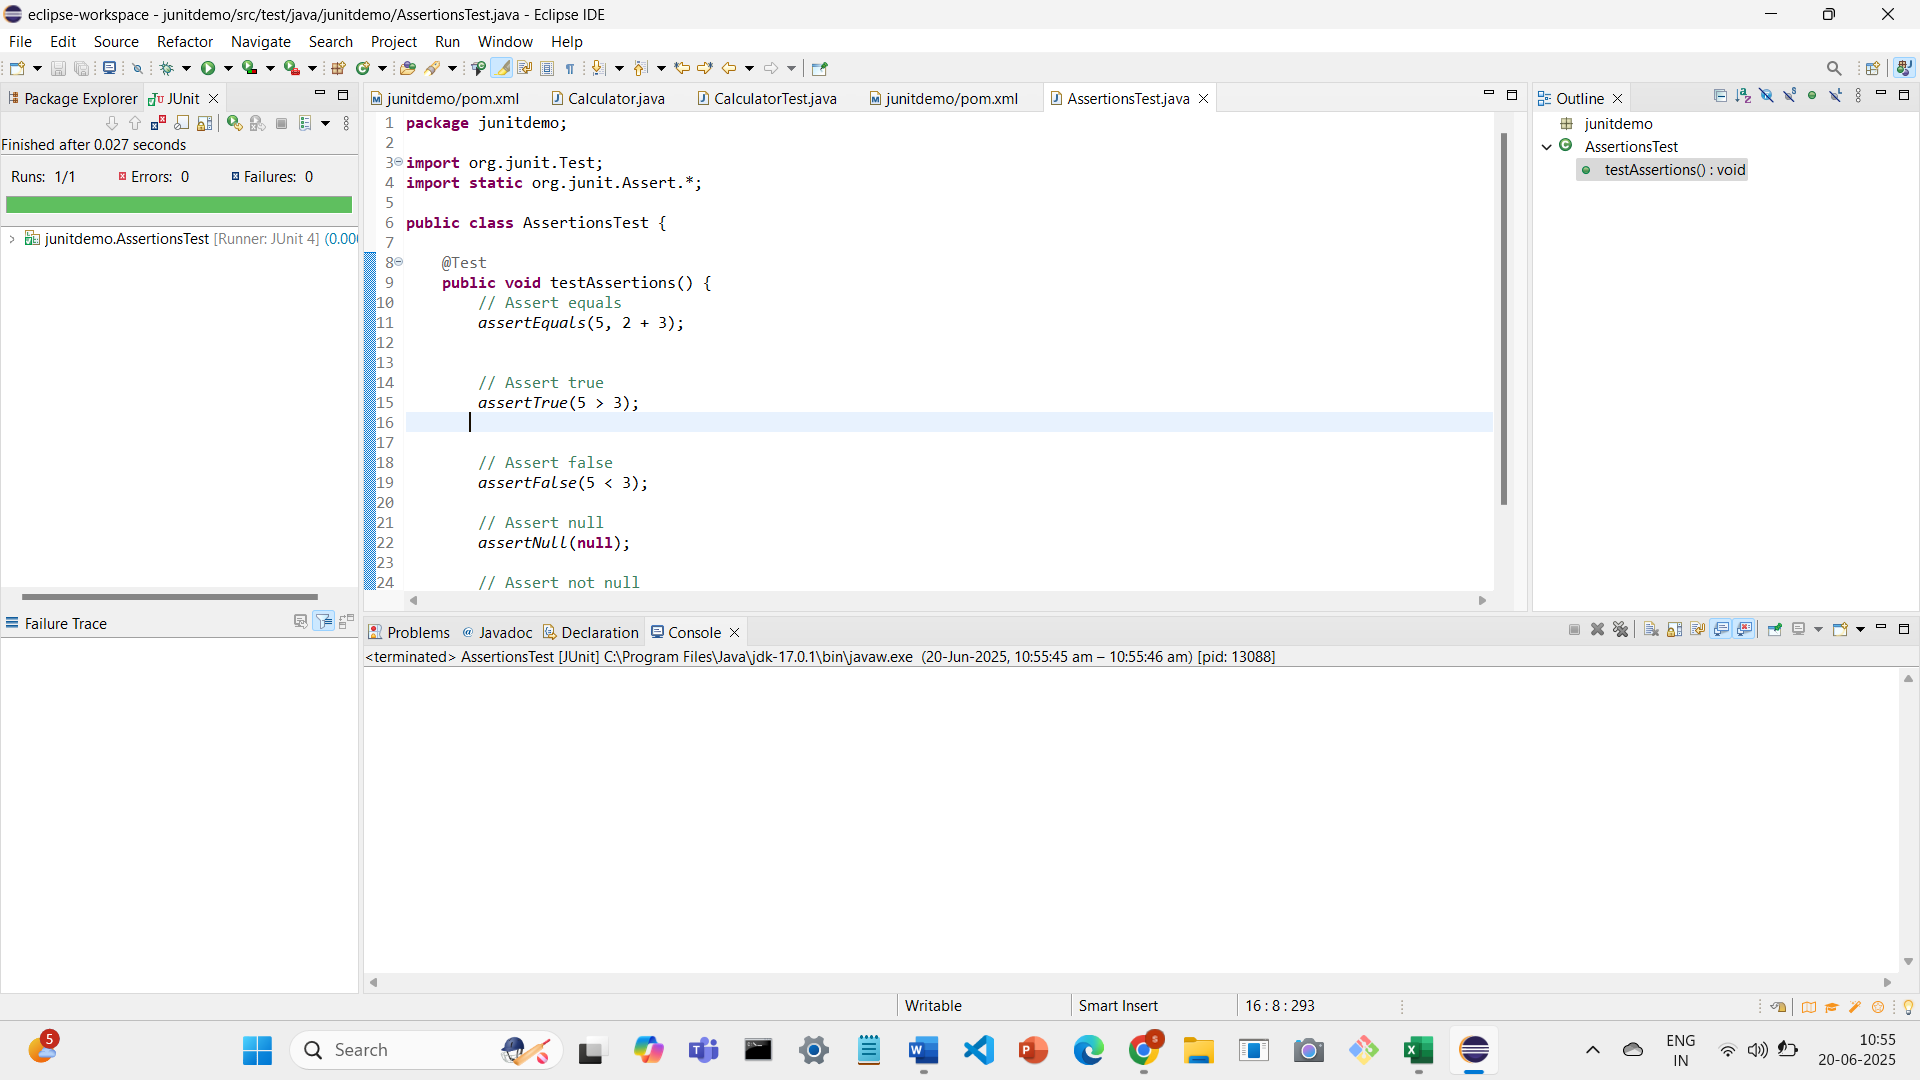 eclipse-workspace - junitdemo/src/test/java/junitdemo/AssertionsTest.java - Eclipse IDE
File Edit Source Refactor Navigate Search Project Run Window Help
Package Explorer JUnit
Finished after 0.027 seconds
Runs: 1/1 Errors: 0 Failures: 0
junitdemo.AssertionsTest [Runner: JUnit 4]
Failure Trace
junitdemo/pom.xml Calculator.java CalculatorTest.java junitdemo/pom.xml AssertionsTest.java
1 package junitdemo;
2
3 import org.junit.Test;
4 import static org.junit.Assert.*;
5
6 public class AssertionsTest {
7
8 @Test
9 public void testAssertions() {
10 // Assert equals
11 assertEquals(5, 2 + 3);
12
13
14 // Assert true
15 assertTrue(5 > 3);
16
17
18 // Assert false
19 assertFalse(5 < 3);
20
21 // Assert null
22 assertNull(null);
23
24 // Assert not null
Outline
junitdemo
AssertionsTest
testAssertions() : void
Problems Javadoc Declaration Console
<terminated> AssertionsTest [JUnit] C:\Program Files\Java\jdk-17.0.1\bin\javaw.exe (20-Jun-2025, 10:55:45 am – 10:55:46 am) [pid: 13088]
Writable Smart Insert 16 : 8 : 293
5
Search
ENG
IN
10:55
20-06-2025